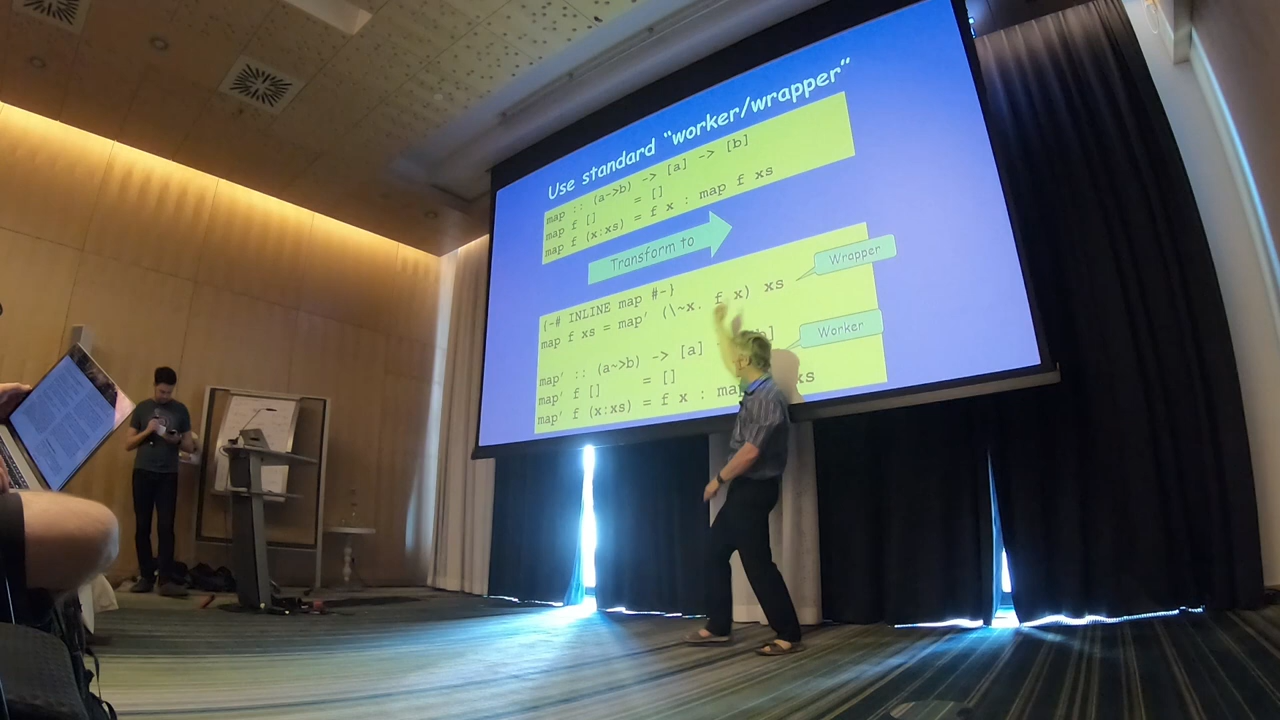 Use standard "worker/wrapper"
map :: (a->b) -> [a] -> [b]
map f []     = []
map f (x:xs) = f x : map f xs
Transform to
Wrapper
{-# INLINE map #-}
map f xs = map' (\~x. f x) xs
Worker
map' :: (a~>b) -> [a] b]
map' f []     = []
map' f (x:xs) = f x : xs